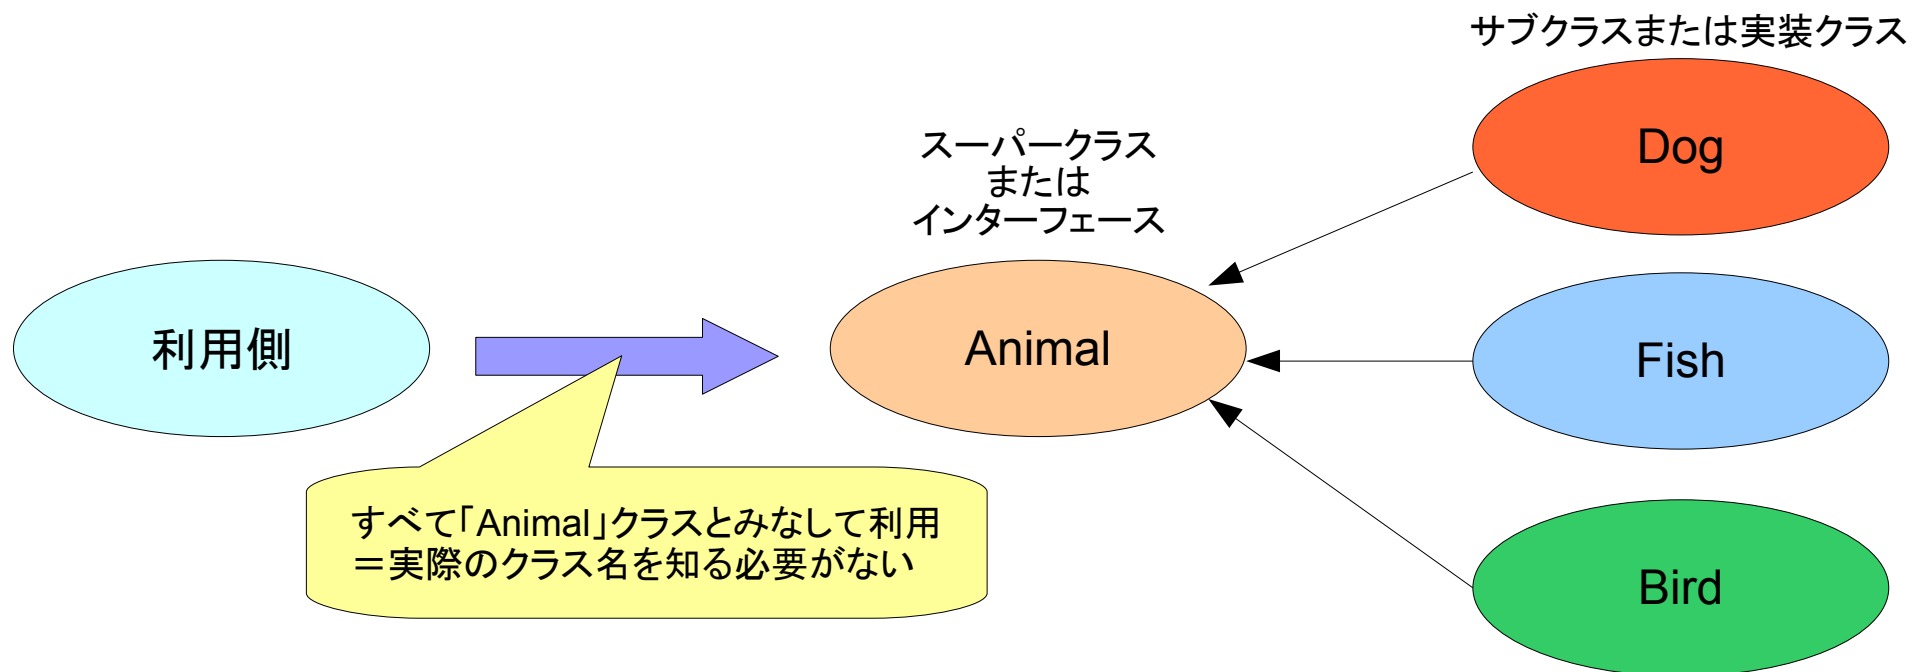 サブクラスまたは実装クラス
Dog
スーパークラス
または
インターフェース
利用側
Animal
Fish
すべて「Animal」クラスとみなして利用
＝実際のクラス名を知る必要がない
Bird